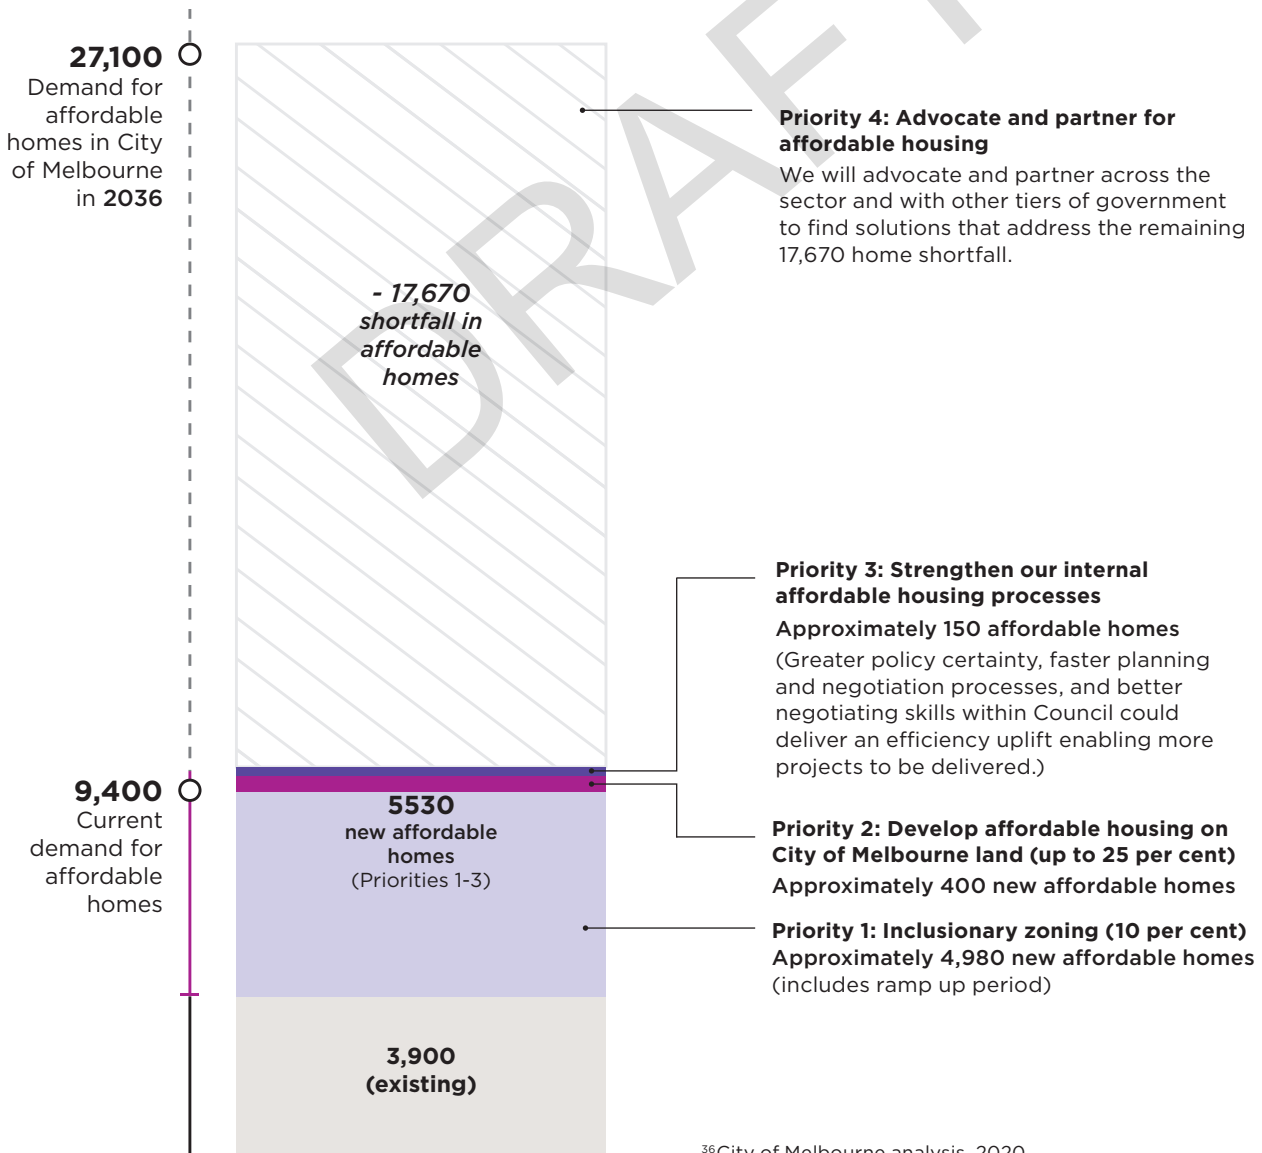 27,100
Demand for
affordable
homes in City
of Melbourne
in 2036
DRAFT
- 17,670
shortfall in
affordable
homes
Priority 4: Advocate and partner for
affordable housing
We will advocate and partner across the
sector and with other tiers of government
to find solutions that address the remaining
17,670 home shortfall.
Priority 3: Strengthen our internal
affordable housing processes
Approximately 150 affordable homes
(Greater policy certainty, faster planning
and negotiation processes, and better
negotiating skills within Council could
deliver an efficiency uplift enabling more
projects to be delivered.)
9,400
Current
demand for
affordable
homes
5530
new affordable
homes
(Priorities 1-3)
Priority 2: Develop affordable housing on
City of Melbourne land (up to 25 per cent)
Approximately 400 new affordable homes
Priority 1: Inclusionary zoning (10 per cent)
Approximately 4,980 new affordable homes
(includes ramp up period)
3,900
(existing)
36City of Melbourne analysis, 2020